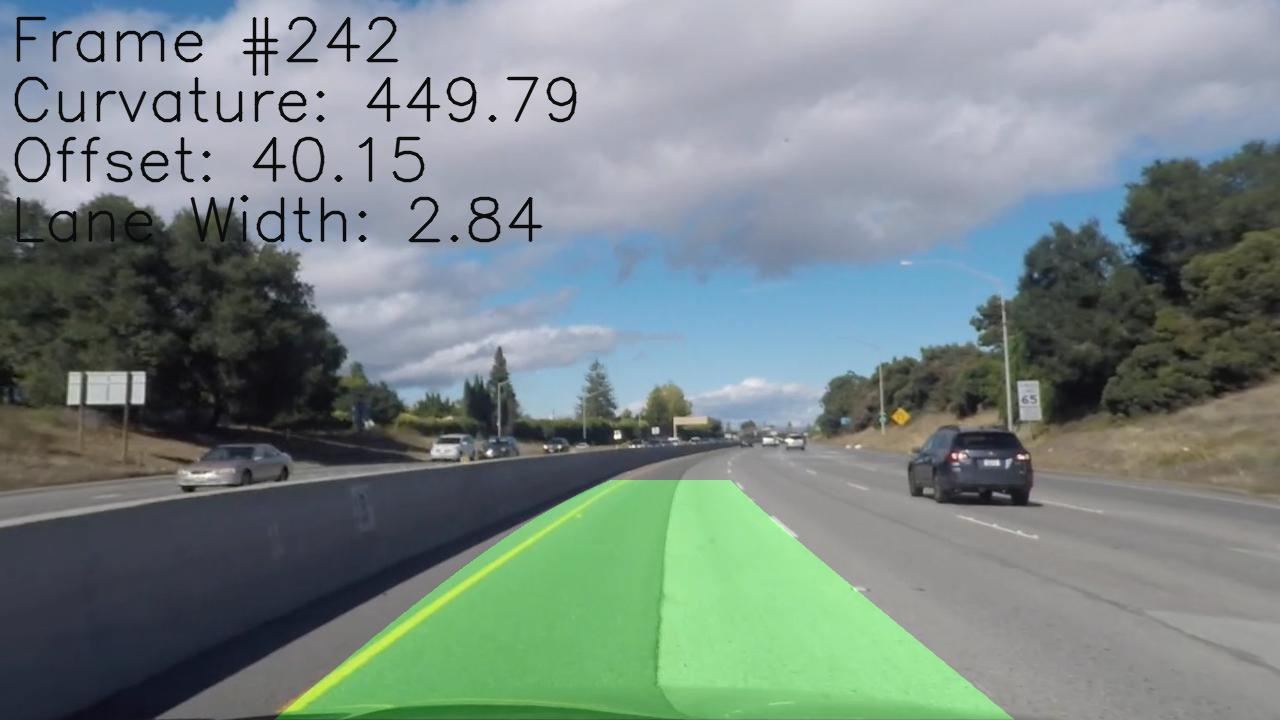 Frame #242
Curvature: 449.79
Offset: 40.15
Lane Width: 2.84
65